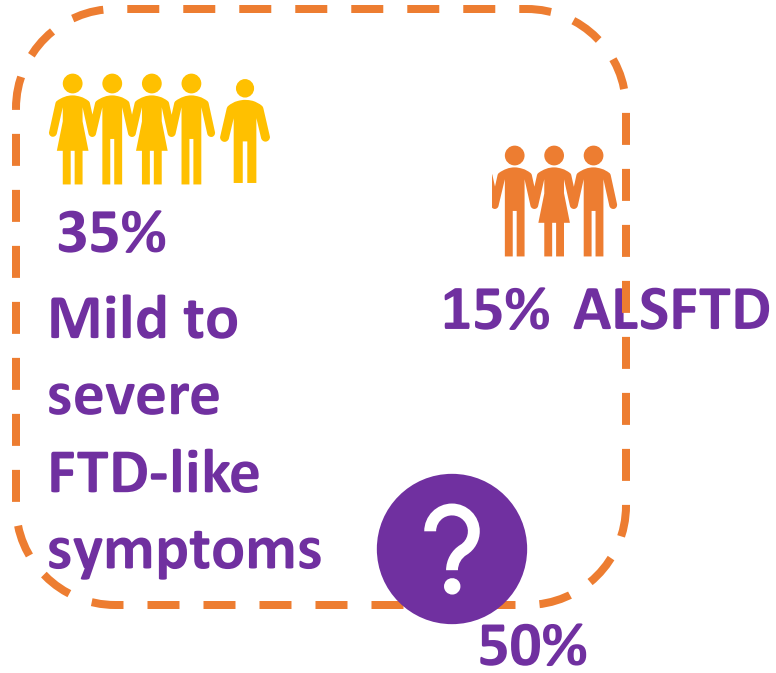 35%
Mild to
severe
FTD-like
symptoms
15% ALSFTD
?
50%